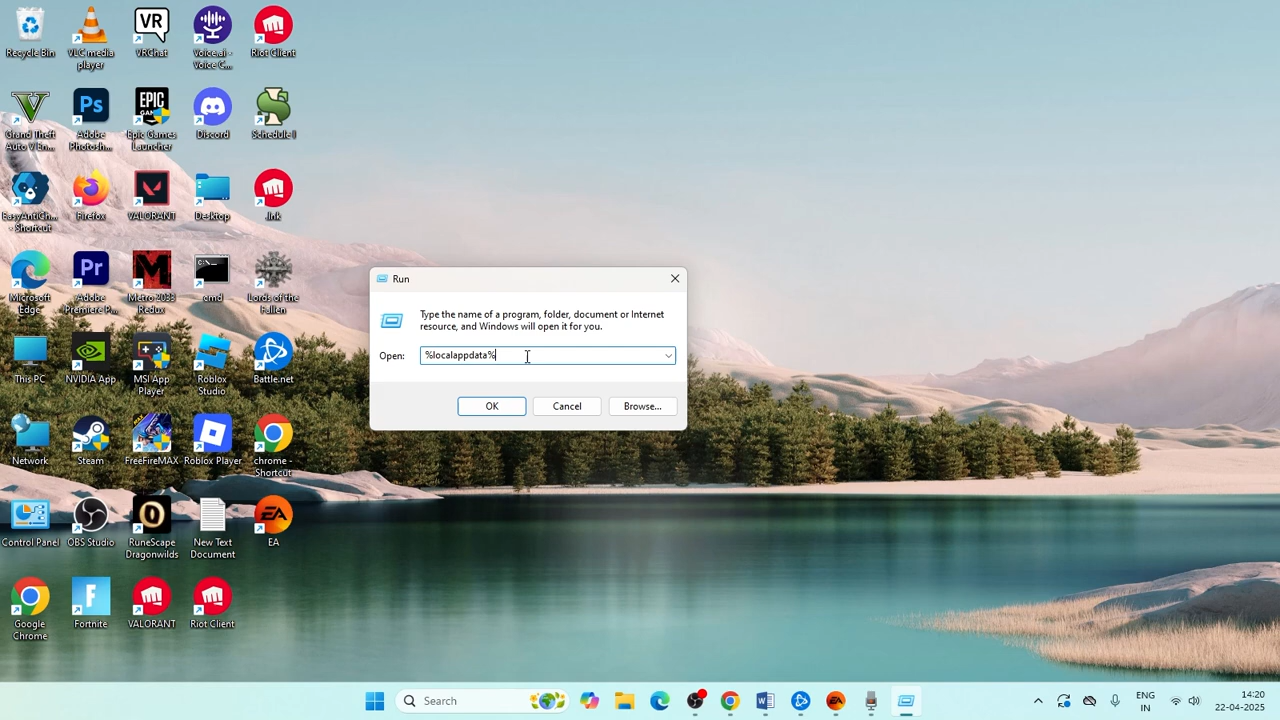 Recycle Bin
VLC media
player
VRChat
Voice.ai -
Voice C...
Riot Client
Grand Theft
Auto V En...
Adobe
Photosh...
Epic Games
Launcher
Discord
Schedule I
EasyAntiCh...
- Shortcut
Firefox
VALORANT
Desktop
.lnk
Microsoft
Edge
Adobe
Premiere P...
Metro 2033
Redux
cmd
Lords of the
Fallen
This PC
NVIDIA App
MSI App
Player
Roblox
Studio
Battle.net
Network
Steam
FreeFireMAX
Roblox Player
chrome -
Shortcut
Control Panel
OBS Studio
RuneScape
Dragonwilds
New Text
Document
EA
Google
Chrome
Fortnite
VALORANT
Riot Client
Run
Type the name of a program, folder, document or Internet
resource, and Windows will open it for you.
Open:
%localappdata%
OK
Cancel
Browse...
Search
ENG
IN
14:20
22-04-2025